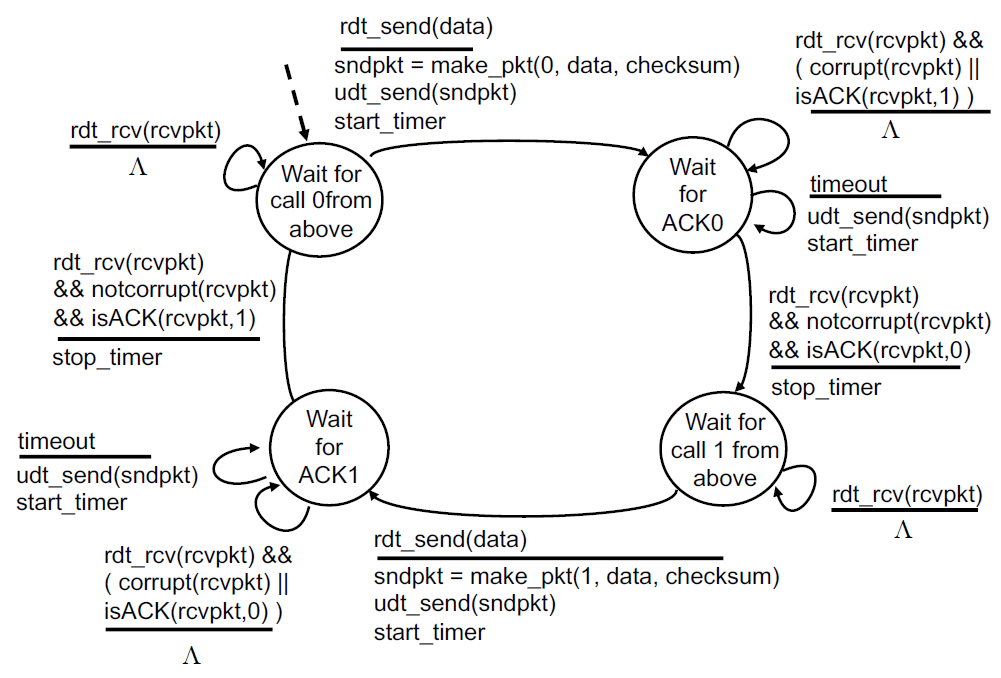 rdt_send(data)
sndpkt = make_pkt(0, data, checksum)
udt_send(sndpkt)
start_timer
rdt_rcv(rcvpkt) &&
( corrupt(rcvpkt) ||
isACK(rcvpkt,1) )
Λ
rdt_rcv(rcvpkt)
Λ
Wait for
call 0from
above
Wait
for
ACK0
timeout
udt_send(sndpkt)
start_timer
rdt_rcv(rcvpkt)
&& notcorrupt(rcvpkt)
&& isACK(rcvpkt,1)
stop_timer
rdt_rcv(rcvpkt)
&& notcorrupt(rcvpkt)
&& isACK(rcvpkt,0)
stop_timer
Wait
for
ACK1
Wait for
call 1 from
above
timeout
udt_send(sndpkt)
start_timer
rdt_rcv(rcvpkt)
Λ
rdt_rcv(rcvpkt) &&
( corrupt(rcvpkt) ||
isACK(rcvpkt,0) )
Λ
rdt_send(data)
sndpkt = make_pkt(1, data, checksum)
udt_send(sndpkt)
start_timer